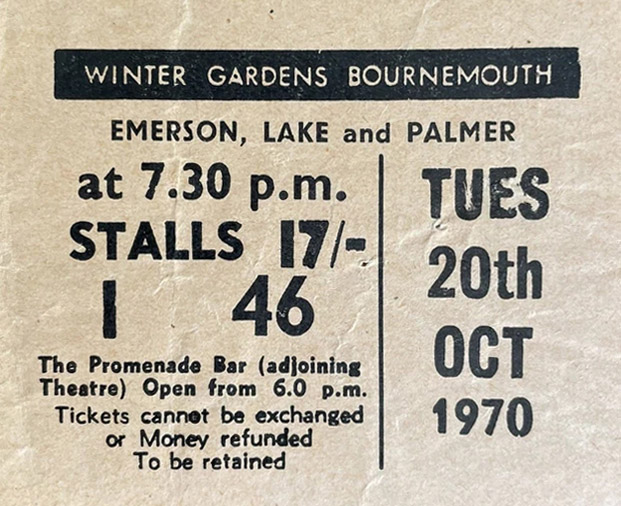 WINTER GARDENS BOURNEMOUTH
EMERSON, LAKE and PALMER
at 7.30 p.m.
STALLS 17/-
I 46
The Promenade Bar (adjoining
Theatre) Open from 6.0 p.m.
Tickets cannot be exchanged
or Money refunded
To be retained
TUES
20th
OCT
1970